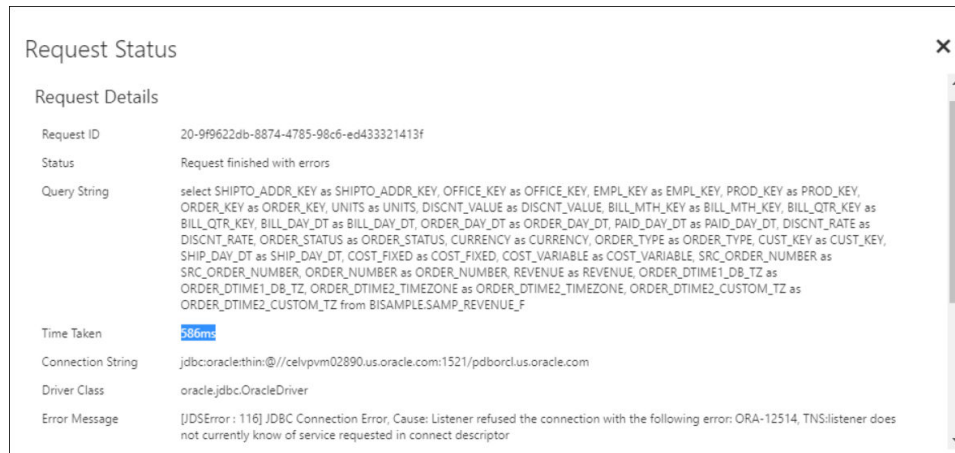 Request Status
Request Details
Request ID 20-9f9622db-8874-4785-98c6-ed433321413f
Status Request finished with errors
Query String select SHIPTO_ADDR_KEY as SHIPTO_ADDR_KEY, OFFICE_KEY as OFFICE_KEY, EMPL_KEY as EMPL_KEY, PROD_KEY as PROD_KEY,
ORDER_KEY as ORDER_KEY, UNITS as UNITS, DISCNT_VALUE as DISCNT_VALUE, BILL_MTH_KEY as BILL_MTH_KEY, BILL_QTR_KEY as
BILL_QTR_KEY, BILL_DAY_DT as BILL_DAY_DT, ORDER_DAY_DT as ORDER_DAY_DT, PAID_DAY_DT as PAID_DAY_DT, DISCNT_RATE as
DISCNT_RATE, ORDER_STATUS as ORDER_STATUS, CURRENCY as CURRENCY, ORDER_TYPE as ORDER_TYPE, CUST_KEY as CUST_KEY,
SHIP_DAY_DT as SHIP_DAY_DT, COST_FIXED as COST_FIXED, COST_VARIABLE as COST_VARIABLE, SRC_ORDER_NUMBER as
SRC_ORDER_NUMBER, ORDER_NUMBER as ORDER_NUMBER, REVENUE as REVENUE, ORDER_DTIME1_DB_TZ as
ORDER_DTIME1_DB_TZ, ORDER_DTIME2_TIMEZONE as ORDER_DTIME2_TIMEZONE, ORDER_DTIME2_CUSTOM_TZ as
ORDER_DTIME2_CUSTOM_TZ from BISAMPLE.SAMP_REVENUE_F
Time Taken 586ms
Connection String jdbc:oracle:thin:@//celvpvm02890.us.oracle.com:1521/pdborcl.us.oracle.com
Driver Class oracle.jdbc.OracleDriver
Error Message [JDSError : 116] JDBC Connection Error, Cause: Listener refused the connection with the following error: ORA-12514, TNS:listener does
not currently know of service requested in connect descriptor